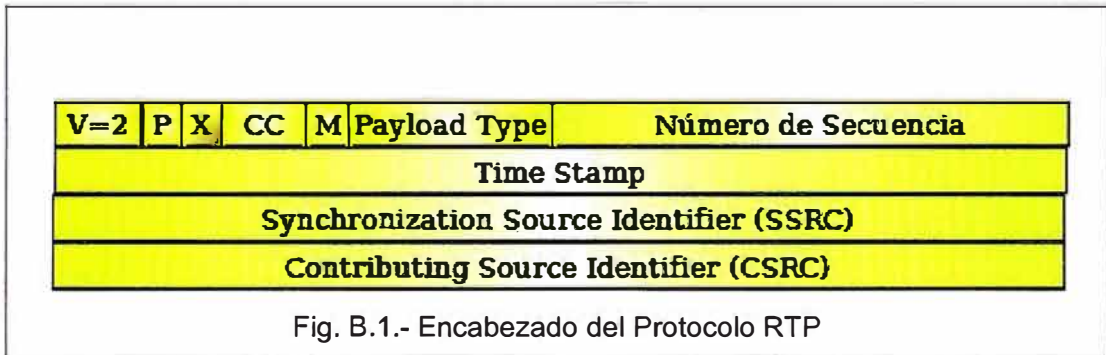 V=2 P X CC M Payload Type Número de Secuencia
Time Stamp
Synchronization Source Identifier (SSRC)
Contributing Source Identifier (CSRC)
Fig. B.1.- Encabezado del Protocolo RTP